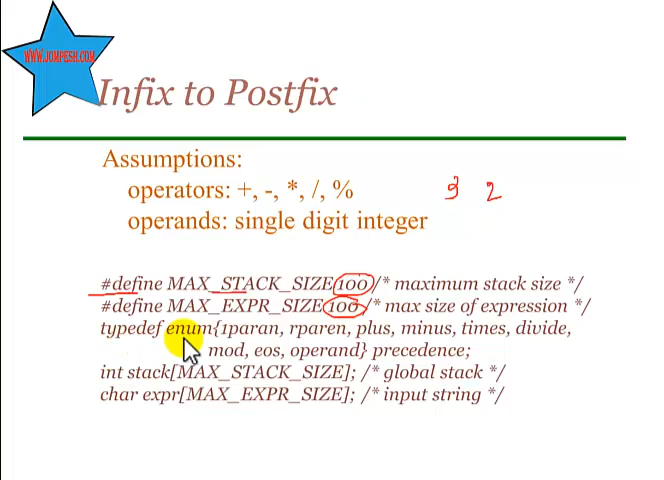 WWW.JOMPESH.COM
Infix to Postfix
Assumptions:
operators: +, -, *, /, %
3 2
operands: single digit integer
#define MAX_STACK_SIZE 100 /* maximum stack size */
#define MAX_EXPR_SIZE 100 /* max size of expression */
typedef enum{1paran, rparen, plus, minus, times, divide,
mod, eos, operand} precedence;
int stack[MAX_STACK_SIZE]; /* global stack */
char expr[MAX_EXPR_SIZE]; /* input string */